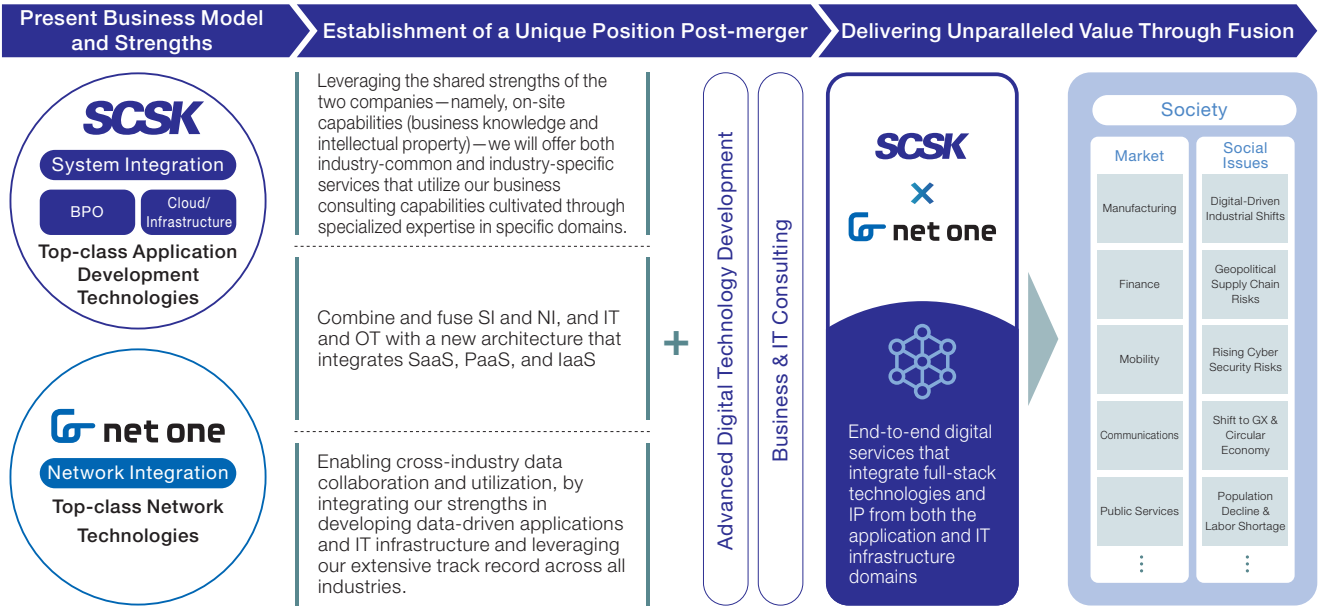 Present Business Model
and Strengths
Establishment of a Unique Position Post-merger
Delivering Unparalleled Value Through Fusion
SCSK
System Integration
BPO
Cloud/
Infrastructure
Top-class Application
Development
Technologies
net one
Network Integration
Top-class Network
Technologies
Leveraging the shared strengths of the
two companies—namely, on-site
capabilities (business knowledge and
intellectual property)—we will offer both
industry-common and industry-specific
services that utilize our business
consulting capabilities cultivated through
specialized expertise in specific domains.
Combine and fuse SI and NI, and IT
and OT with a new architecture that
integrates SaaS, PaaS, and IaaS
Enabling cross-industry data
collaboration and utilization, by
integrating our strengths in
developing data-driven applications
and IT infrastructure and leveraging
our extensive track record across all
industries.
+
Advanced Digital Technology Development
Business & IT Consulting
SCSK
×
net one
End-to-end digital
services that
integrate full-stack
technologies and
IP from both the
application and IT
infrastructure
domains
Society
Market
Manufacturing
Finance
Mobility
Communications
Public Services
⋮
Social
Issues
Digital-Driven
Industrial Shifts
Geopolitical
Supply Chain
Risks
Rising Cyber
Security Risks
Shift to GX &
Circular
Economy
Population
Decline &
Labor Shortage
⋮